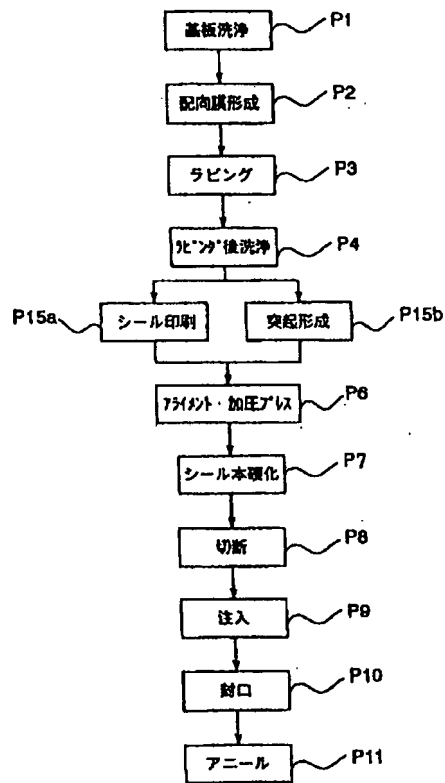 基板洗浄 P1
配向膜形成 P2
ラビング P3
ラビング後洗浄 P4
P15a シール印刷 突起形成 P15b
アライメント・加圧プレス P6
シール本硬化 P7
切断 P8
注入 P9
封口 P10
アニール P11